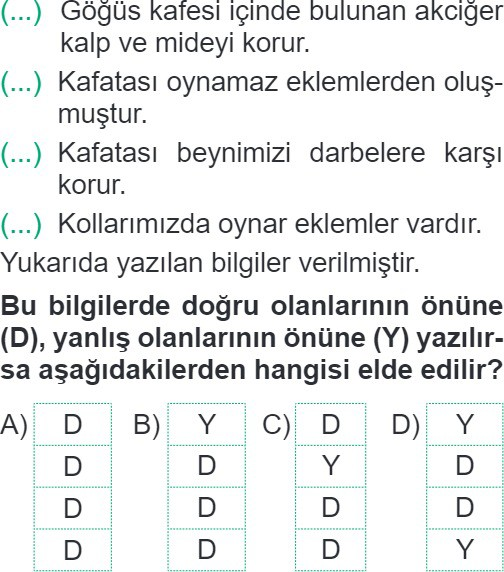 (...) Göğüs kafesi içinde bulunan akciğer
kalp ve mideyi korur.
(...) Kafatası oynamaz eklemlerden oluş-
muştur.
(...) Kafatası beynimizi darbelere karşı
korur.
(...) Kollarımızda oynar eklemler vardır.
Yukarıda yazılan bilgiler verilmiştir.
Bu bilgilerde doğru olanlarının önüne
(D), yanlış olanlarının önüne (Y) yazılır-
sa aşağıdakilerden hangisi elde edilir?
A) D B) Y C) D D) Y
D D Y D
D D D D
D D D Y